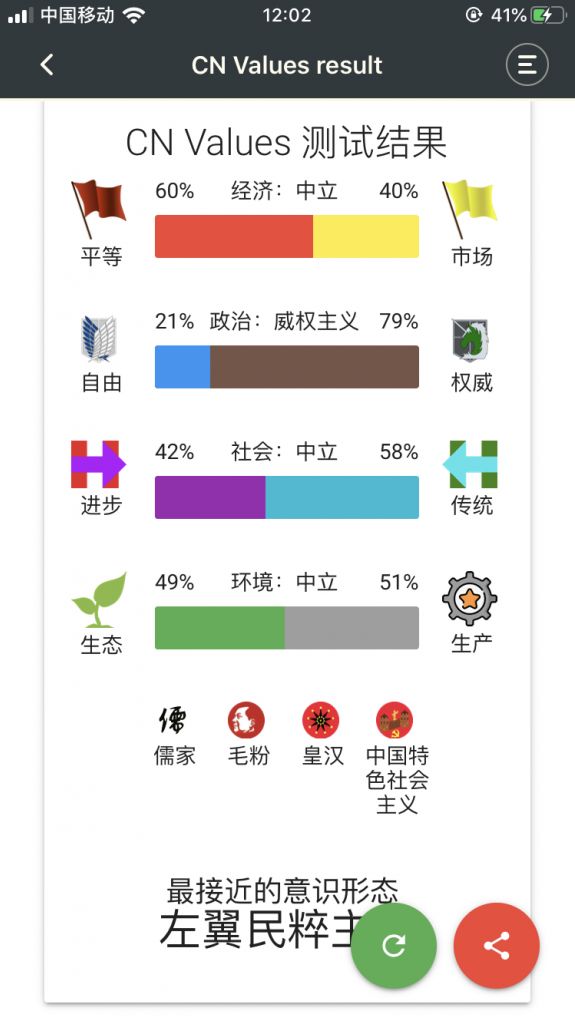 中国移动 12:02 41%
CN Values result
CN Values 测试结果
60% 经济：中立 40%
平等 市场
21% 政治：威权主义 79%
自由 权威
42% 社会：中立 58%
进步 传统
49% 环境：中立 51%
生态 生产
儒
儒家 毛粉 皇汉 中国特
色社会
主义
最接近的意识形态
左翼民粹主